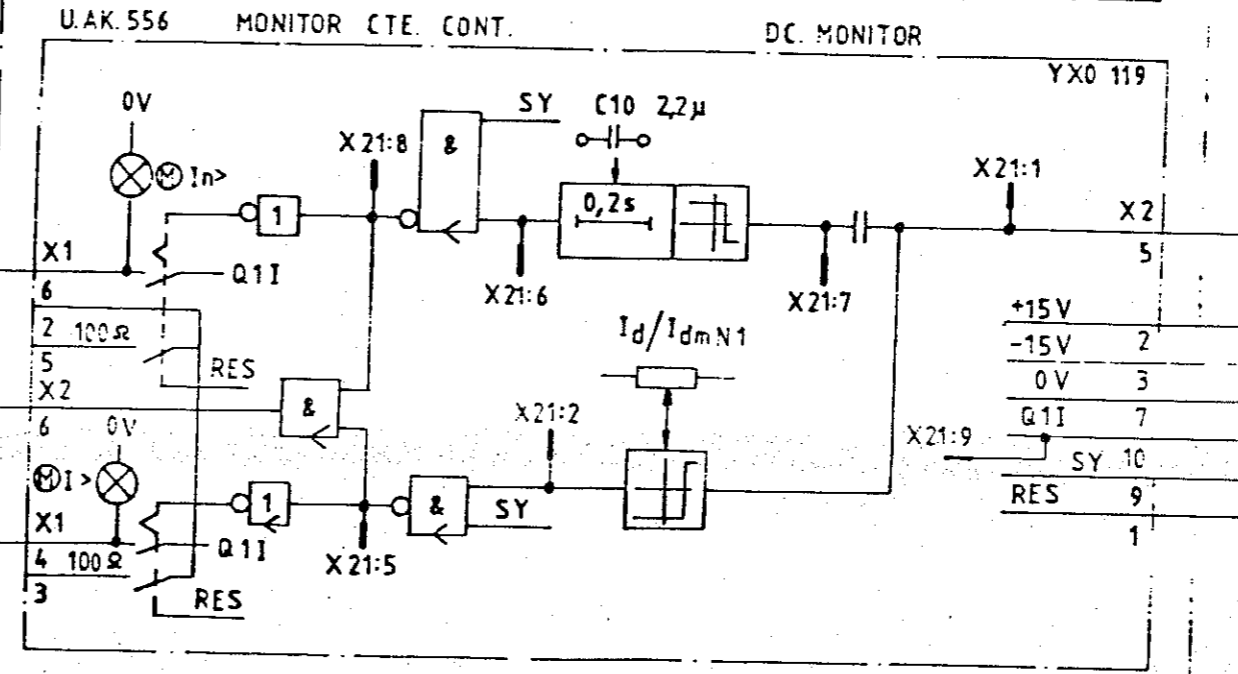 U.AK.556 MONITOR CTE. CONT. DC. MONITOR
YXO 119
0V
SY C10 2,2µ
X21:8
&
X21:1
M In>
1
0,2s
X2
5
X1
Q1I
6
X21:6
X21:7
2 100Ω
Id/IdmN1
+15V
-15V 2
5
RES
0V 3
X2
&
X21:2
Q1I 7
6 0V
X21:9
SY 10
M I>
1
&
SY
RES 9
X1
Q1I
1
4 100Ω
X21:5
3
RES